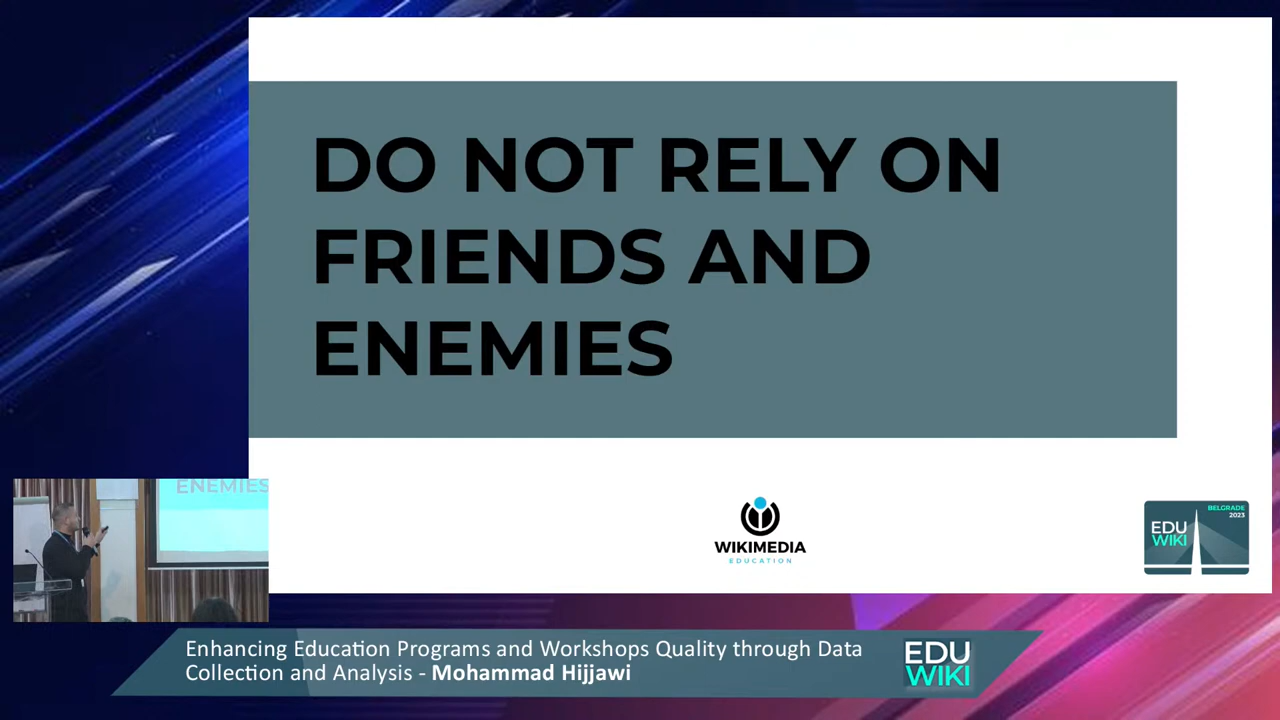 DO NOT RELY ON
FRIENDS AND
ENEMIES
WIKIMEDIA
EDUCATION
BELGRADE
2023
EDU
WIKI
ENEMIES
Enhancing Education Programs and Workshops Quality through Data
Collection and Analysis - Mohammad Hijjawi
EDU
WIKI